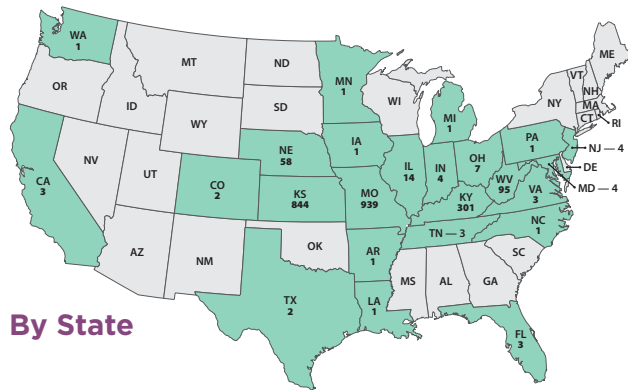 WA
1
OR
CA
3
NV
ID
MT
WY
UT
AZ
CO
2
NM
ND
SD
NE
58
KS
844
OK
TX
2
MN
1
IA
1
MO
939
AR
1
LA
1
WI
IL
14
MI
1
IN
4
OH
7
KY
301
TN — 3
MS
AL
GA
FL
3
SC
NC
1
VA
3
WV
95
PA
1
NY
VT
NH
ME
MA
CT
RI
NJ — 4
DE
MD — 4
By State